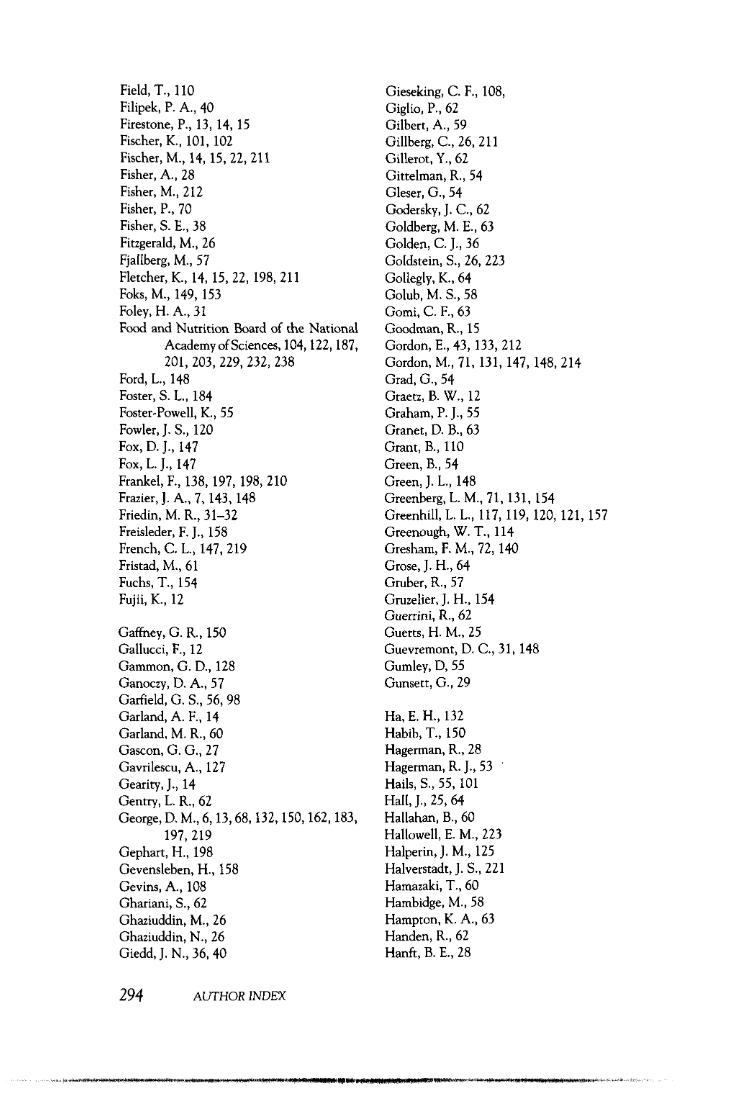 Field, T., 110
Filipek, P. A., 40
Firestone, P., 13, 14, 15
Fischer, K., 101, 102
Fischer, M., 14, 15, 22, 211
Fisher, A., 28
Fisher, M., 212
Fisher, P., 70
Fisher, S. E., 38
Fitzgerald, M., 26
Fjallberg, M., 57
Fletcher, K., 14, 15, 22, 198, 211
Foks, M., 149, 153
Foley, H. A., 31
Food and Nutrition Board of the National
Academy of Sciences, 104, 122, 187,
201, 203, 229, 232, 238
Ford, L., 148
Foster, S. L., 184
Foster-Powell, K., 55
Fowler, J. S., 120
Fox, D. J., 147
Fox, L. J., 147
Frankel, F., 138, 197, 198, 210
Frazier, J. A., 7, 143, 148
Friedin, M. R., 31–32
Freisleder, F. J., 158
French, C. L., 147, 219
Fristad, M., 61
Fuchs, T., 154
Fujii, K., 12
Gaffney, G. R., 150
Gallucci, F., 12
Gammon, G. D., 128
Ganoczy, D. A., 57
Garfield, G. S., 56, 98
Garland, A. F., 14
Garland, M. R., 60
Gascon, G. G., 27
Gavrilescu, A., 127
Gearity, J., 14
Gentry, L. R., 62
George, D. M., 6, 13, 68, 132, 150, 162, 183,
197, 219
Gephart, H., 198
Gevensleben, H., 158
Gevins, A., 108
Ghariani, S., 62
Ghaziuddin, M., 26
Ghaziuddin, N., 26
Giedd, J. N., 36, 40
Gieseking, C. F., 108,
Giglio, P., 62
Gilbert, A., 59
Gillberg, C., 26, 211
Gillerot, Y., 62
Gittelman, R., 54
Gleser, G., 54
Godersky, J. C., 62
Goldberg, M. E., 63
Golden, C. J., 36
Goldstein, S., 26, 223
Gollegly, K., 64
Golub, M. S., 58
Gomi, C. F., 63
Goodman, R., 15
Gordon, E., 43, 133, 212
Gordon, M., 71, 131, 147, 148, 214
Grad, G., 54
Graetz, B. W., 12
Graham, P. J., 55
Granet, D. B., 63
Grant, B., 110
Green, B., 54
Green, J. L., 148
Greenberg, L. M., 71, 131, 154
Greenhill, L. L., 117, 119, 120, 121, 157
Greenough, W. T., 114
Gresham, F. M., 72, 140
Grose, J. H., 64
Gruber, R., 57
Gruzelier, J. H., 154
Guerrini, R., 62
Guerts, H. M., 25
Guevremont, D. C., 31, 148
Gumley, D, 55
Gunsett, G., 29
Ha, E. H., 132
Habib, T., 150
Hagerman, R., 28
Hagerman, R. J., 53
Hails, S., 55, 101
Hall, J., 25, 64
Hallahan, B., 60
Hallowell, E. M., 223
Halperin, J. M., 125
Halverstadt, J. S., 221
Hamazaki, T., 60
Hambidge, M., 58
Hampton, K. A., 63
Handen, R., 62
Hanft, B. E., 28
294 AUTHOR INDEX